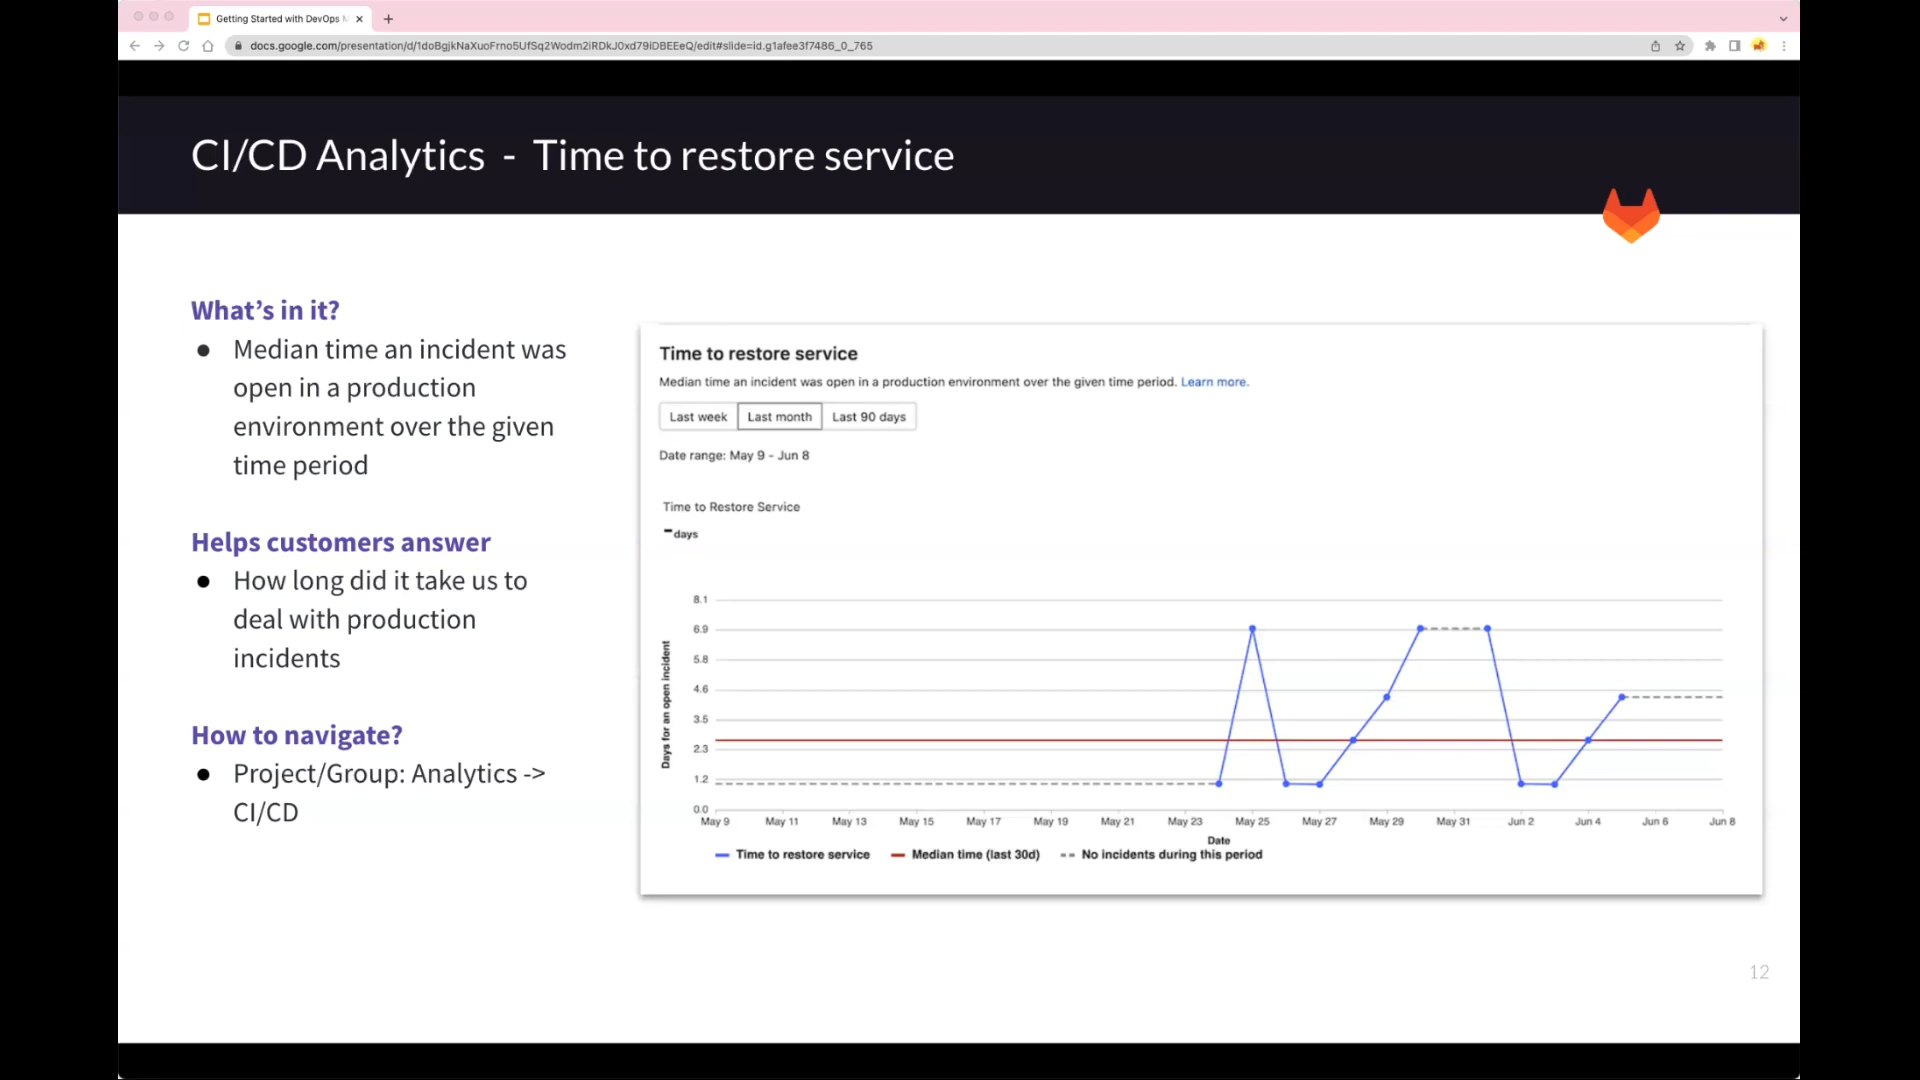 Getting Started with DevOps M
docs.google.com/presentation/d/1doBgjkNaXuoFrno5UfSq2Wodm2iRDkJ0xd79iDBEEeQ/edit#slide=id.g1afee3f7486_0_765
CI/CD Analytics - Time to restore service
What's in it?
● Median time an incident was
open in a production
environment over the given
time period
Helps customers answer
● How long did it take us to
deal with production
incidents
How to navigate?
● Project/Group: Analytics ->
CI/CD
Time to restore service
Median time an incident was open in a production environment over the given time period. Learn more.
Last week Last month Last 90 days
Date range: May 9 - Jun 8
Time to Restore Service
-days
Days for an open incident
8.1
6.9
5.8
4.6
3.5
2.3
1.2
0.0
May 9 May 11 May 13 May 15 May 17 May 19 May 21 May 23 May 25 May 27 May 29 May 31 Jun 2 Jun 4 Jun 6 Jun 8
Date
Time to restore service Median time (last 30d) No incidents during this period
12